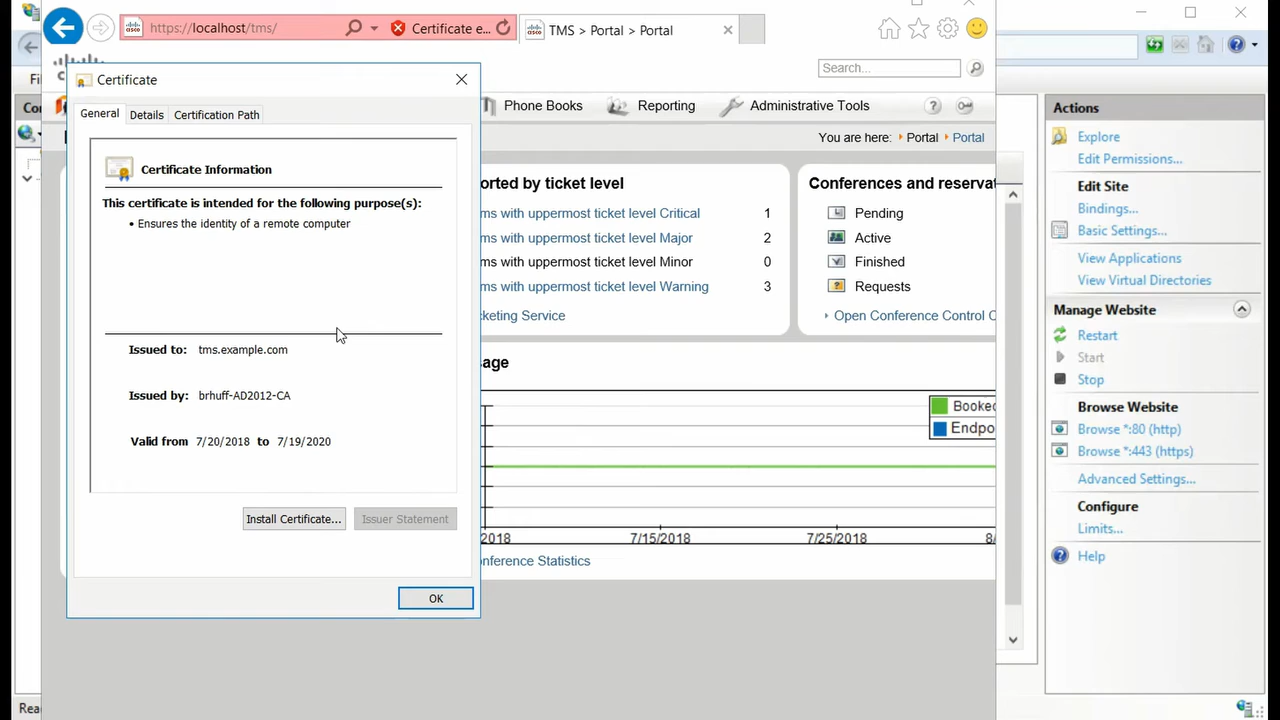 https://localhost/tms/
Certificate e...
TMS > Portal > Portal
Certificate
General
Details
Certification Path
Certificate Information
This certificate is intended for the following purpose(s):
• Ensures the identity of a remote computer
Issued to: tms.example.com
Issued by: brhuff-AD2012-CA
Valid from 7/20/2018 to 7/19/2020
Install Certificate...
Issuer Statement
OK
Search...
Phone Books
Reporting
Administrative Tools
You are here: Portal Portal
orted by ticket level
ms with uppermost ticket level Critical 1
ms with uppermost ticket level Major 2
ms with uppermost ticket level Minor 0
ms with uppermost ticket level Warning 3
keting Service
Conferences and reservat
Pending
Active
Finished
Requests
Open Conference Control C
age
Booked
Endpo
2018
7/15/2018
7/25/2018
8/
nference Statistics
Actions
Explore
Edit Permissions...
Edit Site
Bindings...
Basic Settings...
View Applications
View Virtual Directories
Manage Website
Restart
Start
Stop
Browse Website
Browse *:80 (http)
Browse *:443 (https)
Advanced Settings...
Configure
Limits...
Help
Fi
Con
Rea